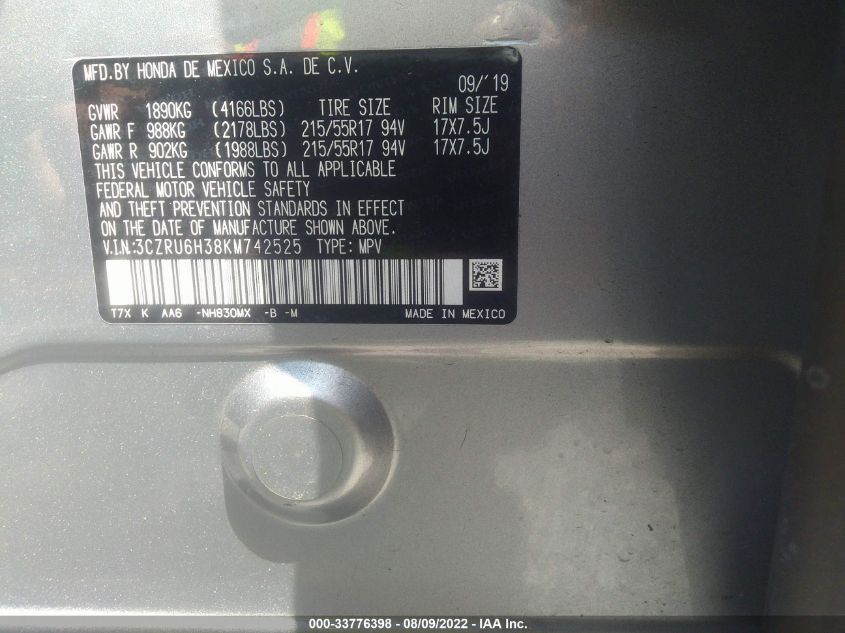 MFD.BY HONDA DE MEXICO S.A. DE C.V.
09/'19
GVWR 1890KG (4166LBS) TIRE SIZE RIM SIZE
GAWR F 988KG (2178LBS) 215/55R17 94V 17X7.5J
GAWR R 902KG (1988LBS) 215/55R17 94V 17X7.5J
THIS VEHICLE CONFORMS TO ALL APPLICABLE
FEDERAL MOTOR VEHICLE SAFETY
AND THEFT PREVENTION STANDARDS IN EFFECT
ON THE DATE OF MANUFACTURE SHOWN ABOVE.
V.I.N.:3CZRU6H38KM742525 TYPE: MPV
T7X K AA6 -NH830MX -B -M MADE IN MEXICO
000-33776398 - 08/09/2022 - IAA Inc.